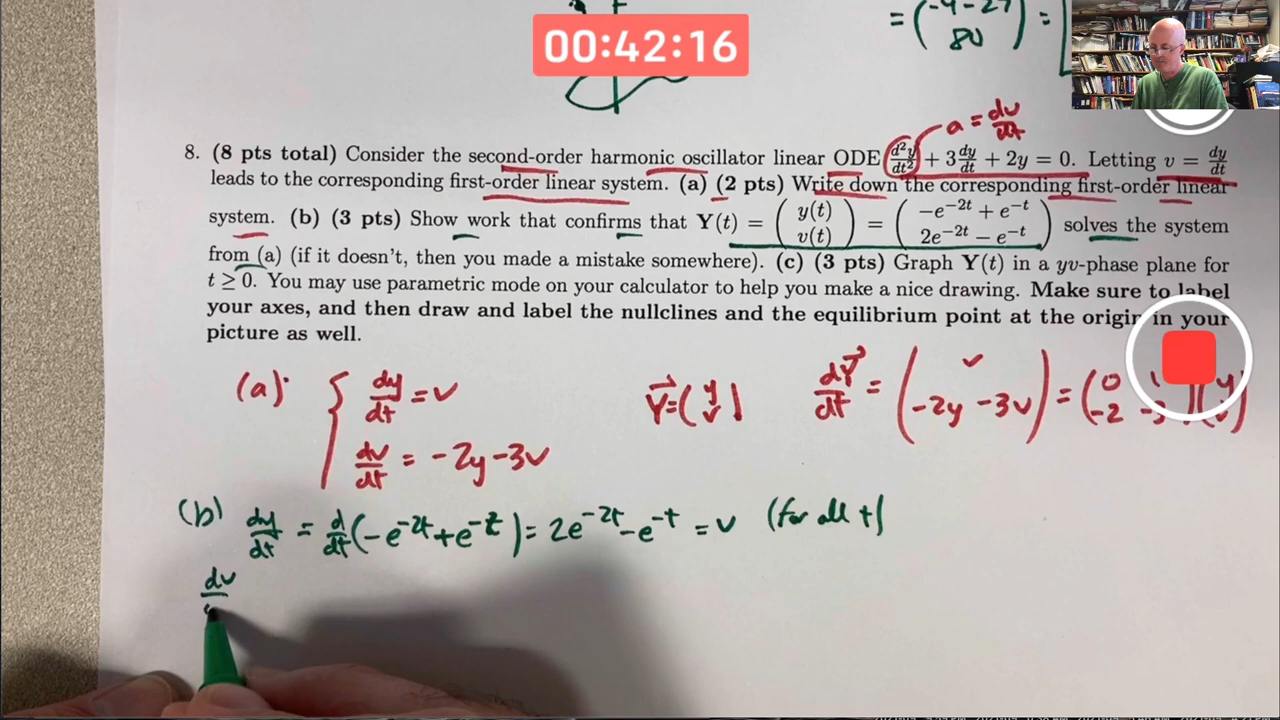 = (-4-27 80) =
00:42:16
a = dv/dt
8. (8 pts total) Consider the second-order harmonic oscillator linear ODE d²y/dt² + 3 dy/dt + 2y = 0. Letting v = dy/dt
leads to the corresponding first-order linear system. (a) (2 pts) Write down the corresponding first-order linear
system. (b) (3 pts) Show work that confirms that Y(t) = ( y(t) v(t) ) = ( −e^{−2t} + e^{−t} 2e^{−2t} − e^{−t} ) solves the system
from (a) (if it doesn't, then you made a mistake somewhere). (c) (3 pts) Graph Y(t) in a yv-phase plane for
t ≥ 0. You may use parametric mode on your calculator to help you make a nice drawing. Make sure to label
your axes, and then draw and label the nullclines and the equilibrium point at the origin in your
picture as well.
(a) { dy/dt = v
dv/dt = -2y -3v
Y = ( y v ) dY/dt = ( v -2y -3v ) = ( 0 1 -2 -3 )( y v )
(b) dy/dt = d/dt(-e^{-2t} + e^{-t}) = 2e^{-2t} - e^{-t} = v (for all t)
dv